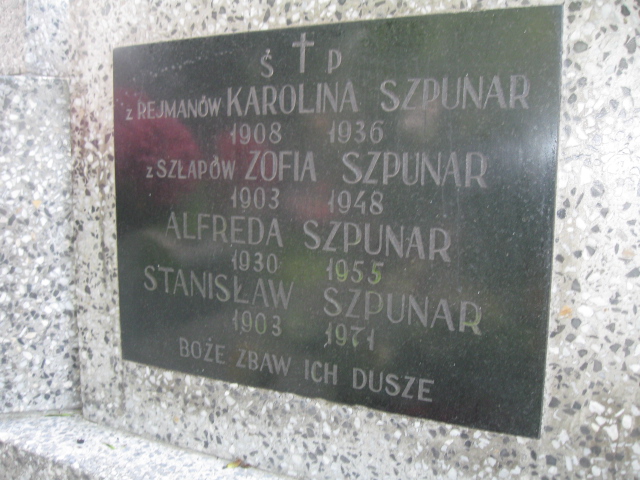 Ś P
z REJMANÓW KAROLINA SZPUNAR
1908 1936
z SZŁAPÓW ZOFIA SZPUNAR
1903 1948
ALFREDA SZPUNAR
1930 1955
STANISŁAW SZPUNAR
1903 1971
BOŻE ZBAW ICH DUSZE